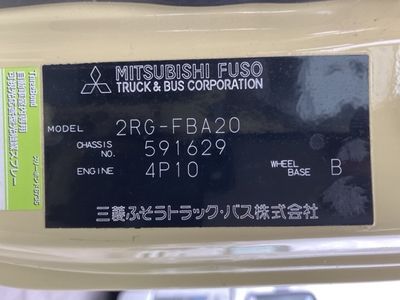 MITSUBISHI FUSO
TRUCK & BUS CORPORATION
MODEL 2RG-FBA20
CHASSIS NO. 591629
ENGINE 4P10 WHEEL BASE B
三菱ふそうトラック・バス株式会社